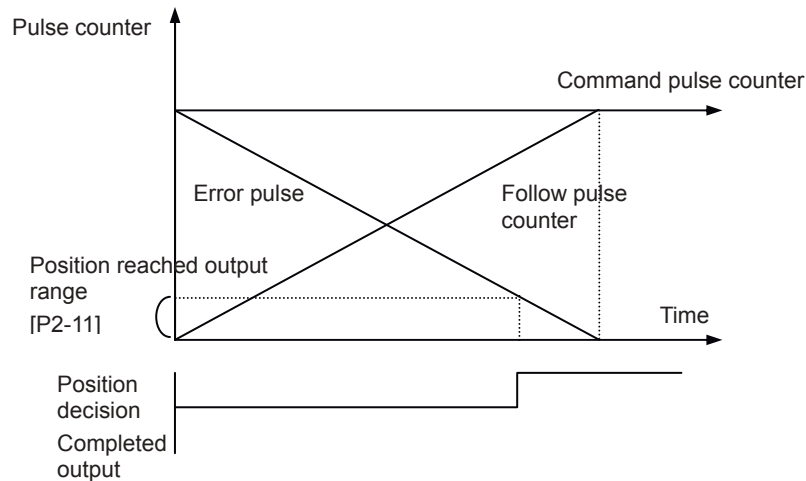 Pulse counter
Command pulse counter
Error pulse
Follow pulse
counter
Position reached output
range
[P2-11]
Time
Position
decision
Completed
output